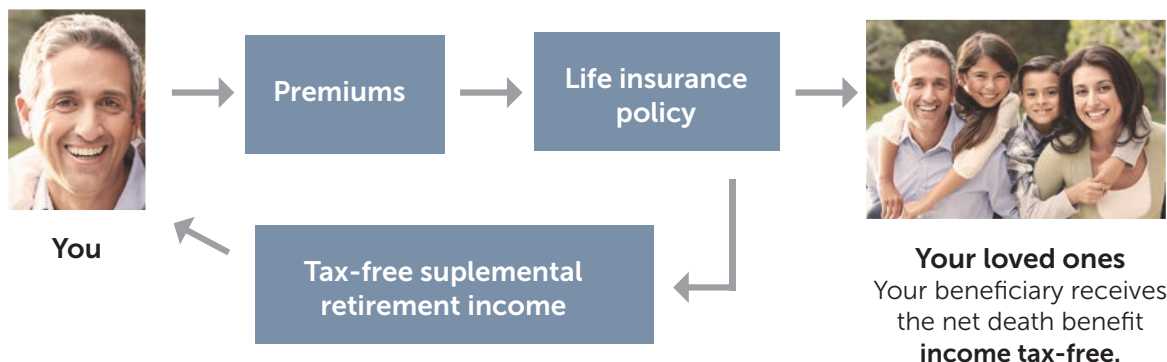 Premiums
Life insurance
policy
You
Tax-free suplemental
retirement income
Your loved ones
Your beneficiary receives
the net death benefit
income tax-free.